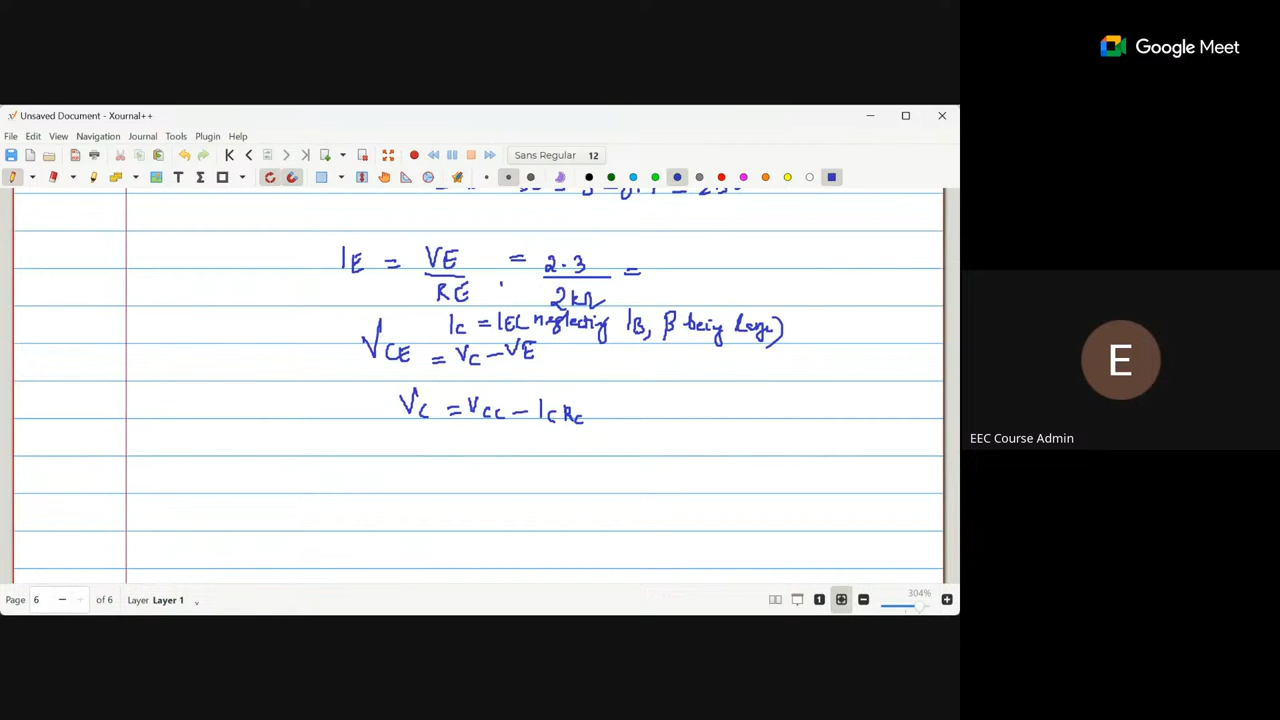 Google Meet
Unsaved Document - Xournal++
File Edit View Navigation Journal Tools Plugin Help
Sans Regular 12
IE = VE / RE = 2.3 / 2kΩ =
IC = IE( neglecting IB, β being large)
VCE = VC - VE
VC = VCC - ICRC
E
EEC Course Admin
Page 6 of 6 Layer Layer 1
304%